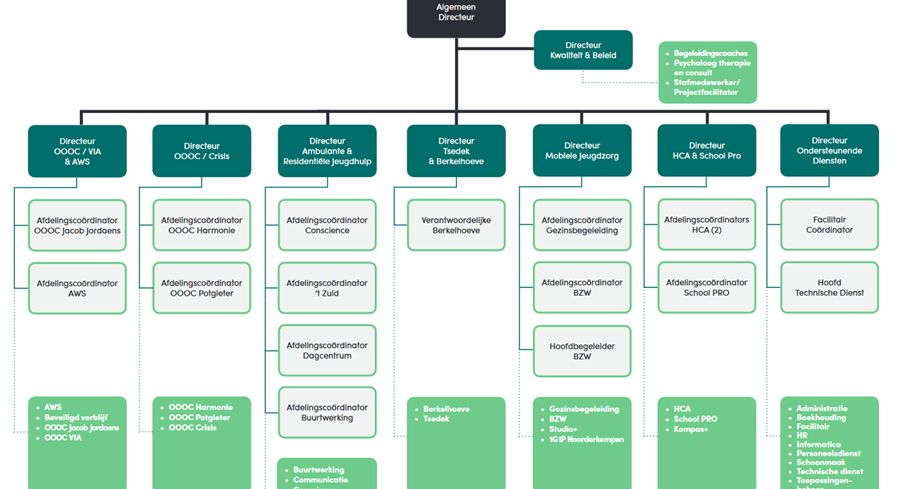 Algemeen
Directeur
Directeur
Kwaliteit & Beleid
• Begeleidingscoaches
• Psycholoog therapie
en consult
• Stafmedewerker/
Projectfacilitator
Directeur
OOOC / VIA
& AWS
Directeur
OOOC / Crisis
Directeur
Ambulante &
Residentiële Jeugdhulp
Directeur
Tsedek
& Berkelhoeve
Directeur
Mobiele Jeugdzorg
Directeur
HCA & School Pro
Directeur
Ondersteunende
Diensten
Afdelingscoördinator
OOOC Jacob Jordaens
Afdelingscoördinator
AWS
Afdelingscoördinator
OOOC Harmonie
Afdelingscoördinator
OOOC Potgieter
Afdelingscoördinator
Conscience
Afdelingscoördinator
't Zuid
Afdelingscoördinator
Dagcentrum
Afdelingscoördinator
Buurtwerking
Verantwoordelijke
Berkelhoeve
Afdelingscoördinator
Gezinsbegeleiding
Afdelingscoördinator
BZW
Hoofdbegeleider
BZW
Afdelingscoördinators
HCA (2)
Afdelingscoördinator
School PRO
Facilitair
Coördinator
Hoofd
Technische Dienst
• AWS
• Beveiligd verblijf
• OOOC Jacob Jordaens
• OOOC VIA
• OOOC Harmonie
• OOOC Potgieter
• OOOC Crisis
• Buurtwerking
• Communicatie
• Berkelhoeve
• Tsedek
• Gezinsbegeleiding
• BZW
• Studio+
• 1G1P Noorderkempen
• HCA
• School PRO
• Kompas+
• Administratie
• Boekhouding
• Facilitair
• HR
• Informatica
• Personeelsdienst
• Schoonmaak
• Technische dienst
• Toepassingen-